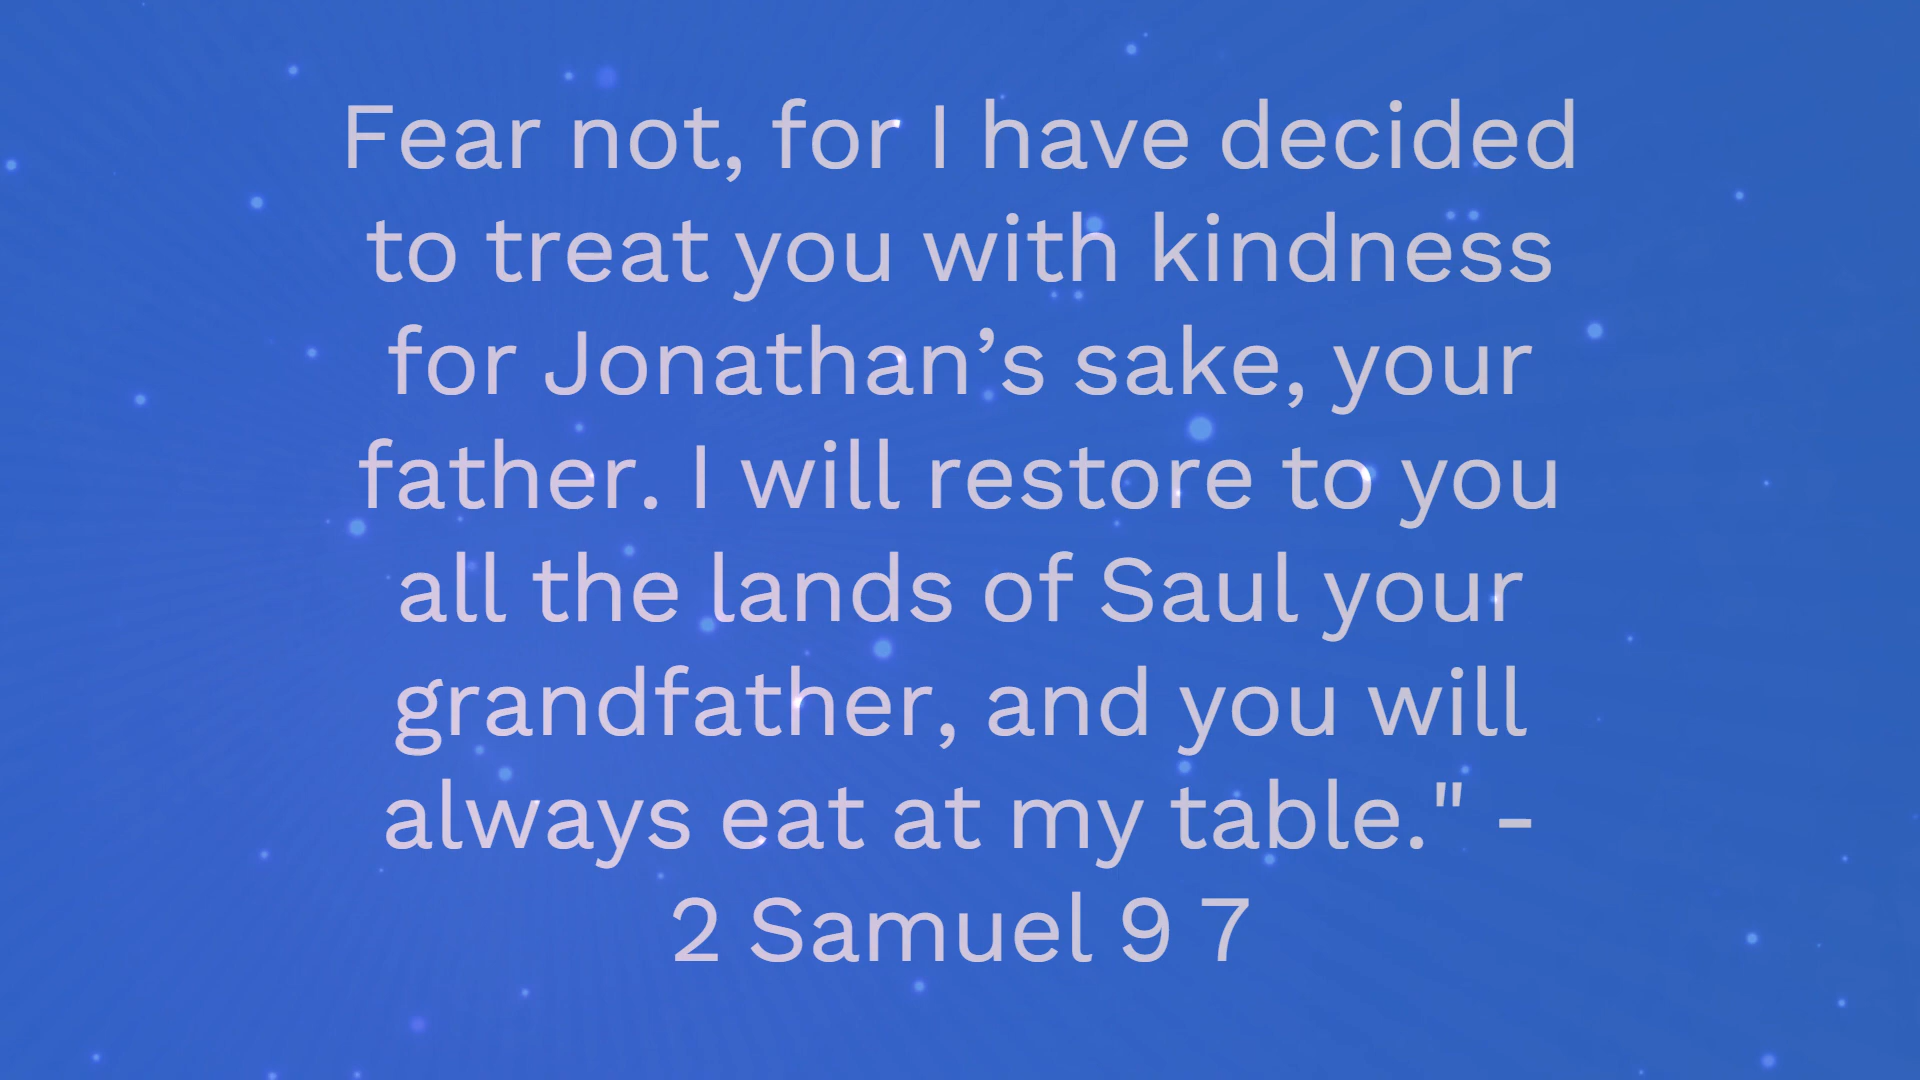 Fear not, for I have decided
to treat you with kindness
for Jonathan’s sake, your
father. I will restore to you
all the lands of Saul your
grandfather, and you will
always eat at my table." -
2 Samuel 9 7